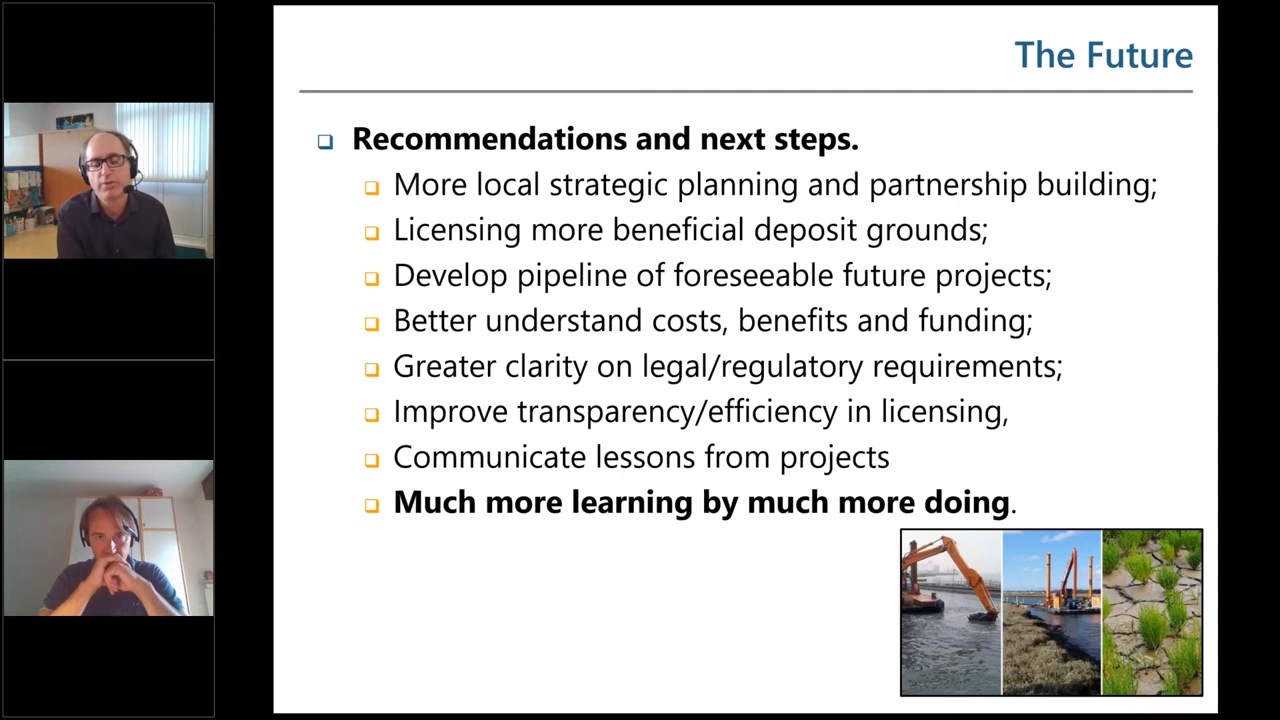 The Future
Recommendations and next steps.
More local strategic planning and partnership building;
Licensing more beneficial deposit grounds;
Develop pipeline of foreseeable future projects;
Better understand costs, benefits and funding;
Greater clarity on legal/regulatory requirements;
Improve transparency/efficiency in licensing,
Communicate lessons from projects
Much more learning by much more doing.